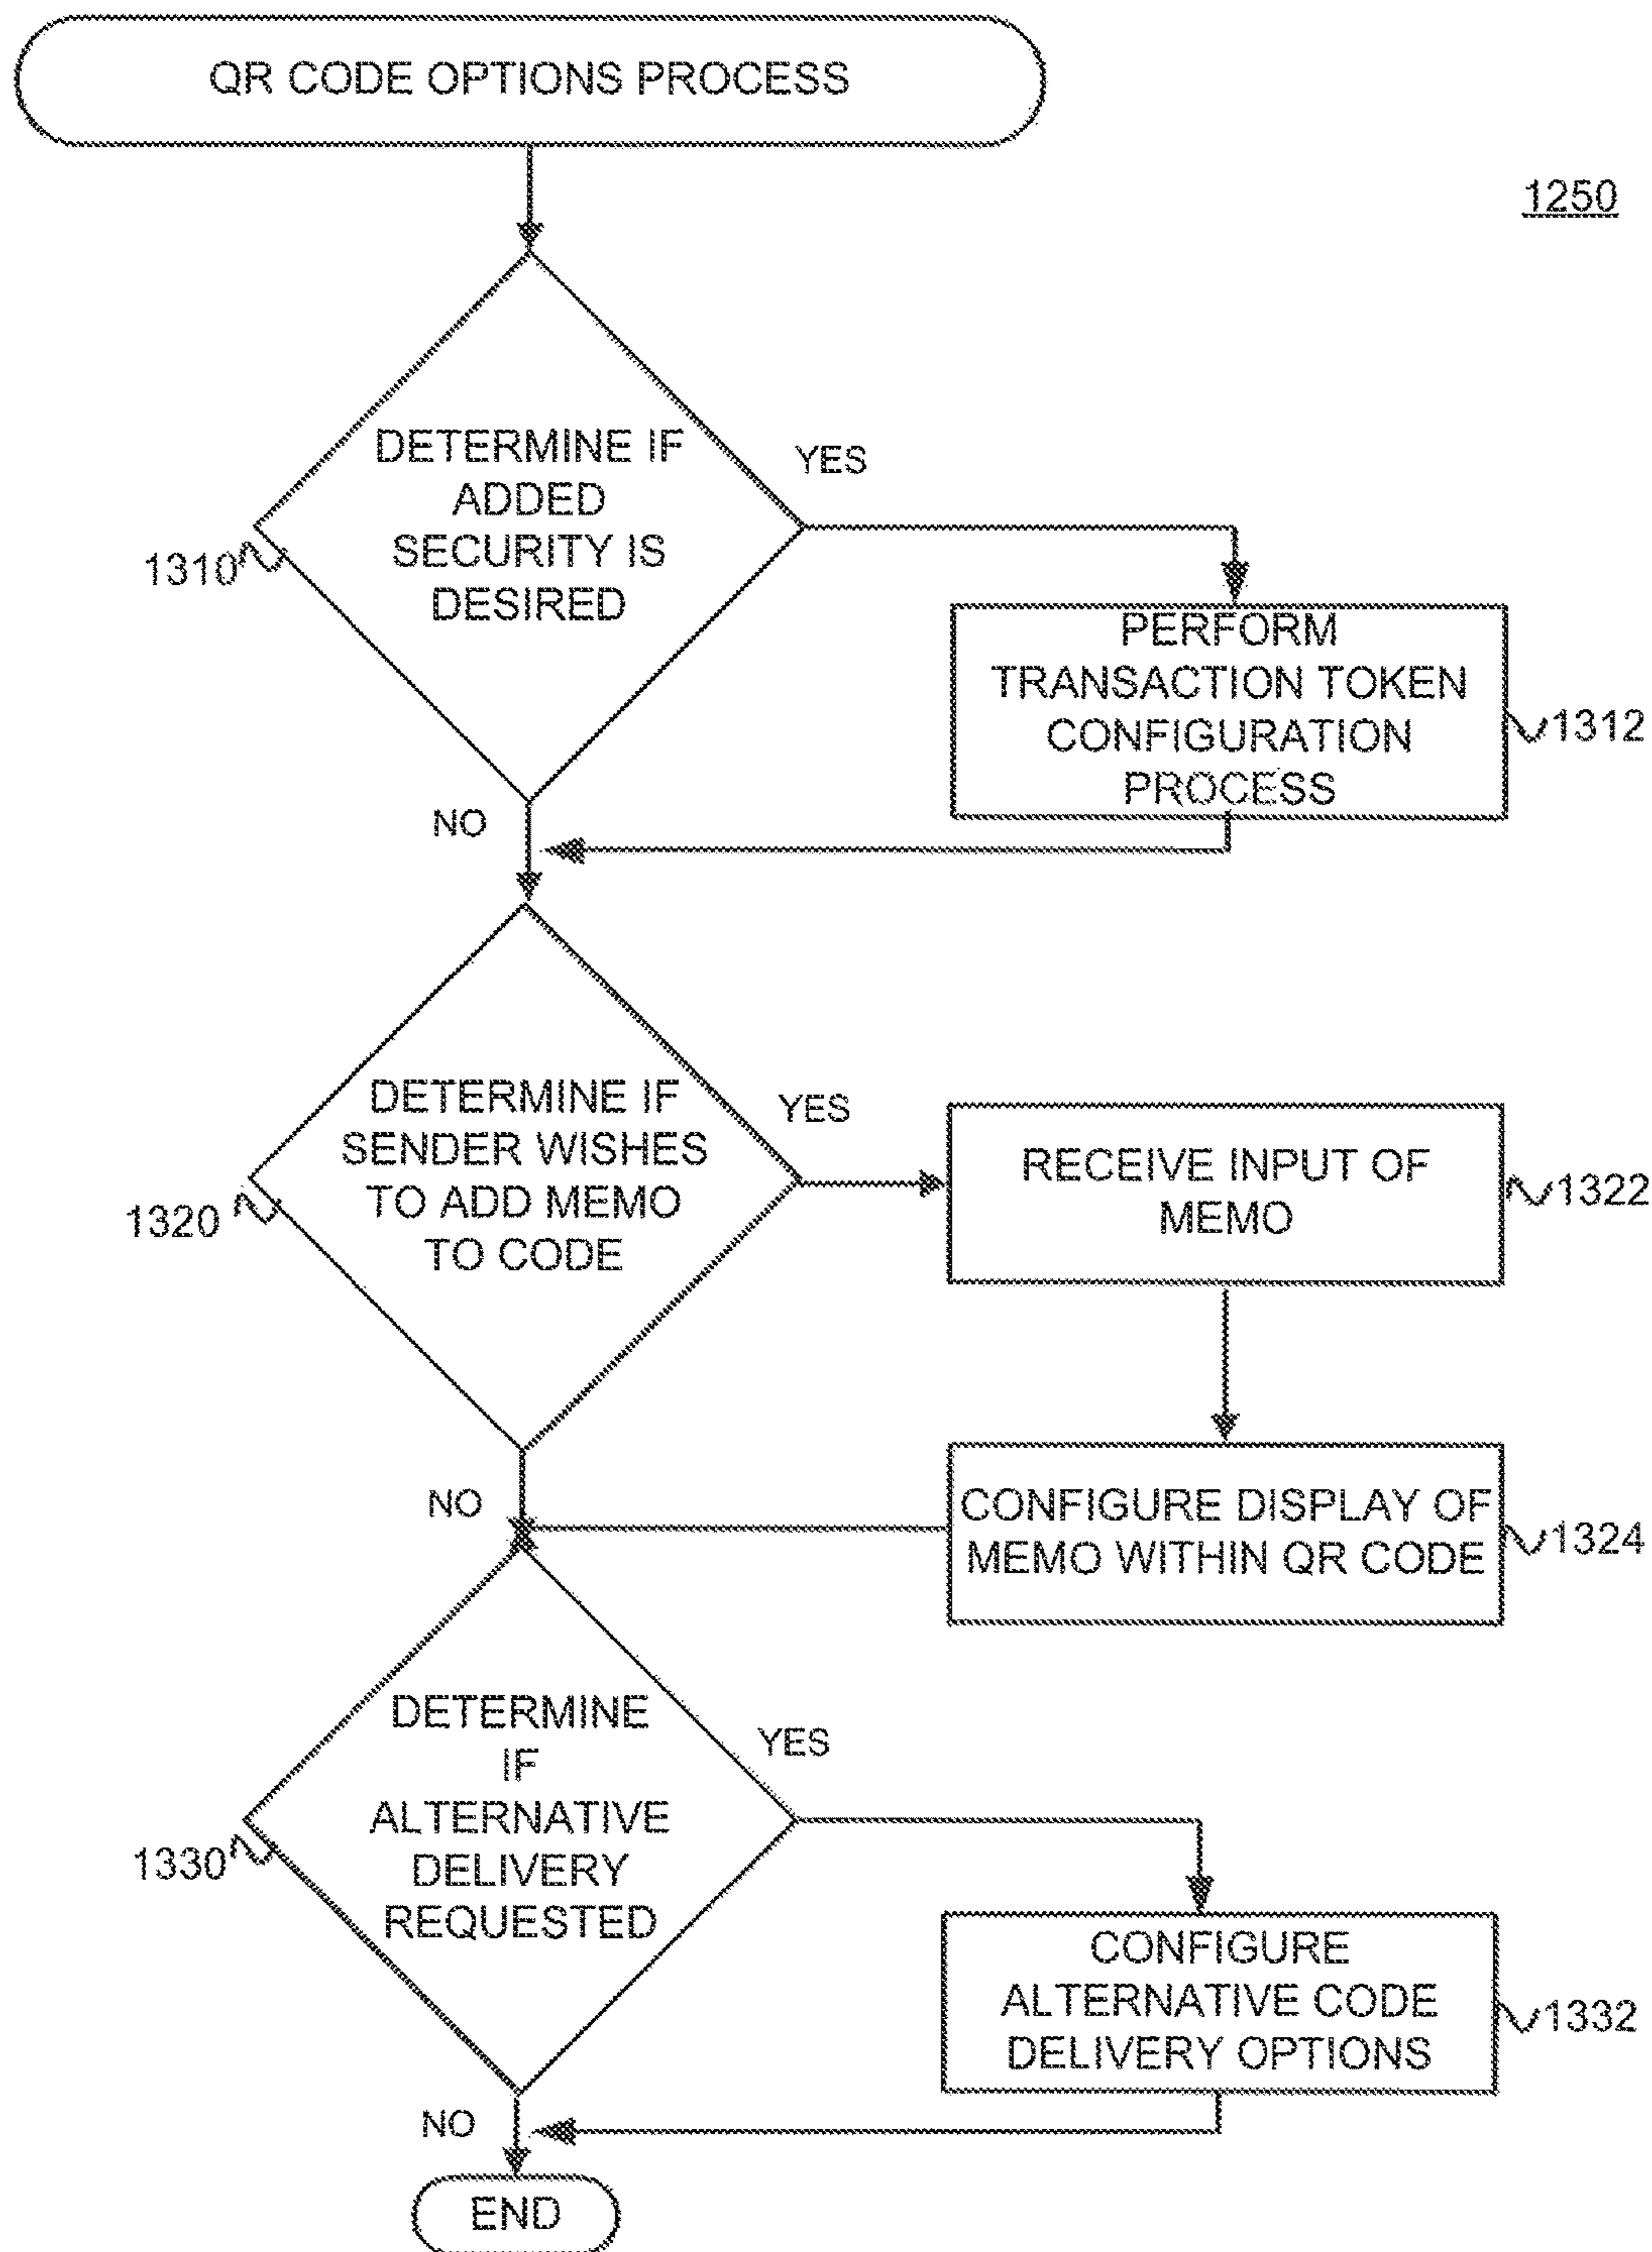 QR CODE OPTIONS PROCESS
1250
DETERMINE IF
ADDED
SECURITY IS
DESIRED
1310
YES
PERFORM
TRANSACTION TOKEN
CONFIGURATION
PROCESS
1312
NO
DETERMINE IF
SENDER WISHES
TO ADD MEMO
TO CODE
1320
YES
RECEIVE INPUT OF
MEMO
1322
NO
CONFIGURE DISPLAY OF
MEMO WITHIN QR CODE
1324
DETERMINE
IF
ALTERNATIVE
DELIVERY
REQUESTED
1330
YES
CONFIGURE
ALTERNATIVE CODE
DELIVERY OPTIONS
1332
NO
END